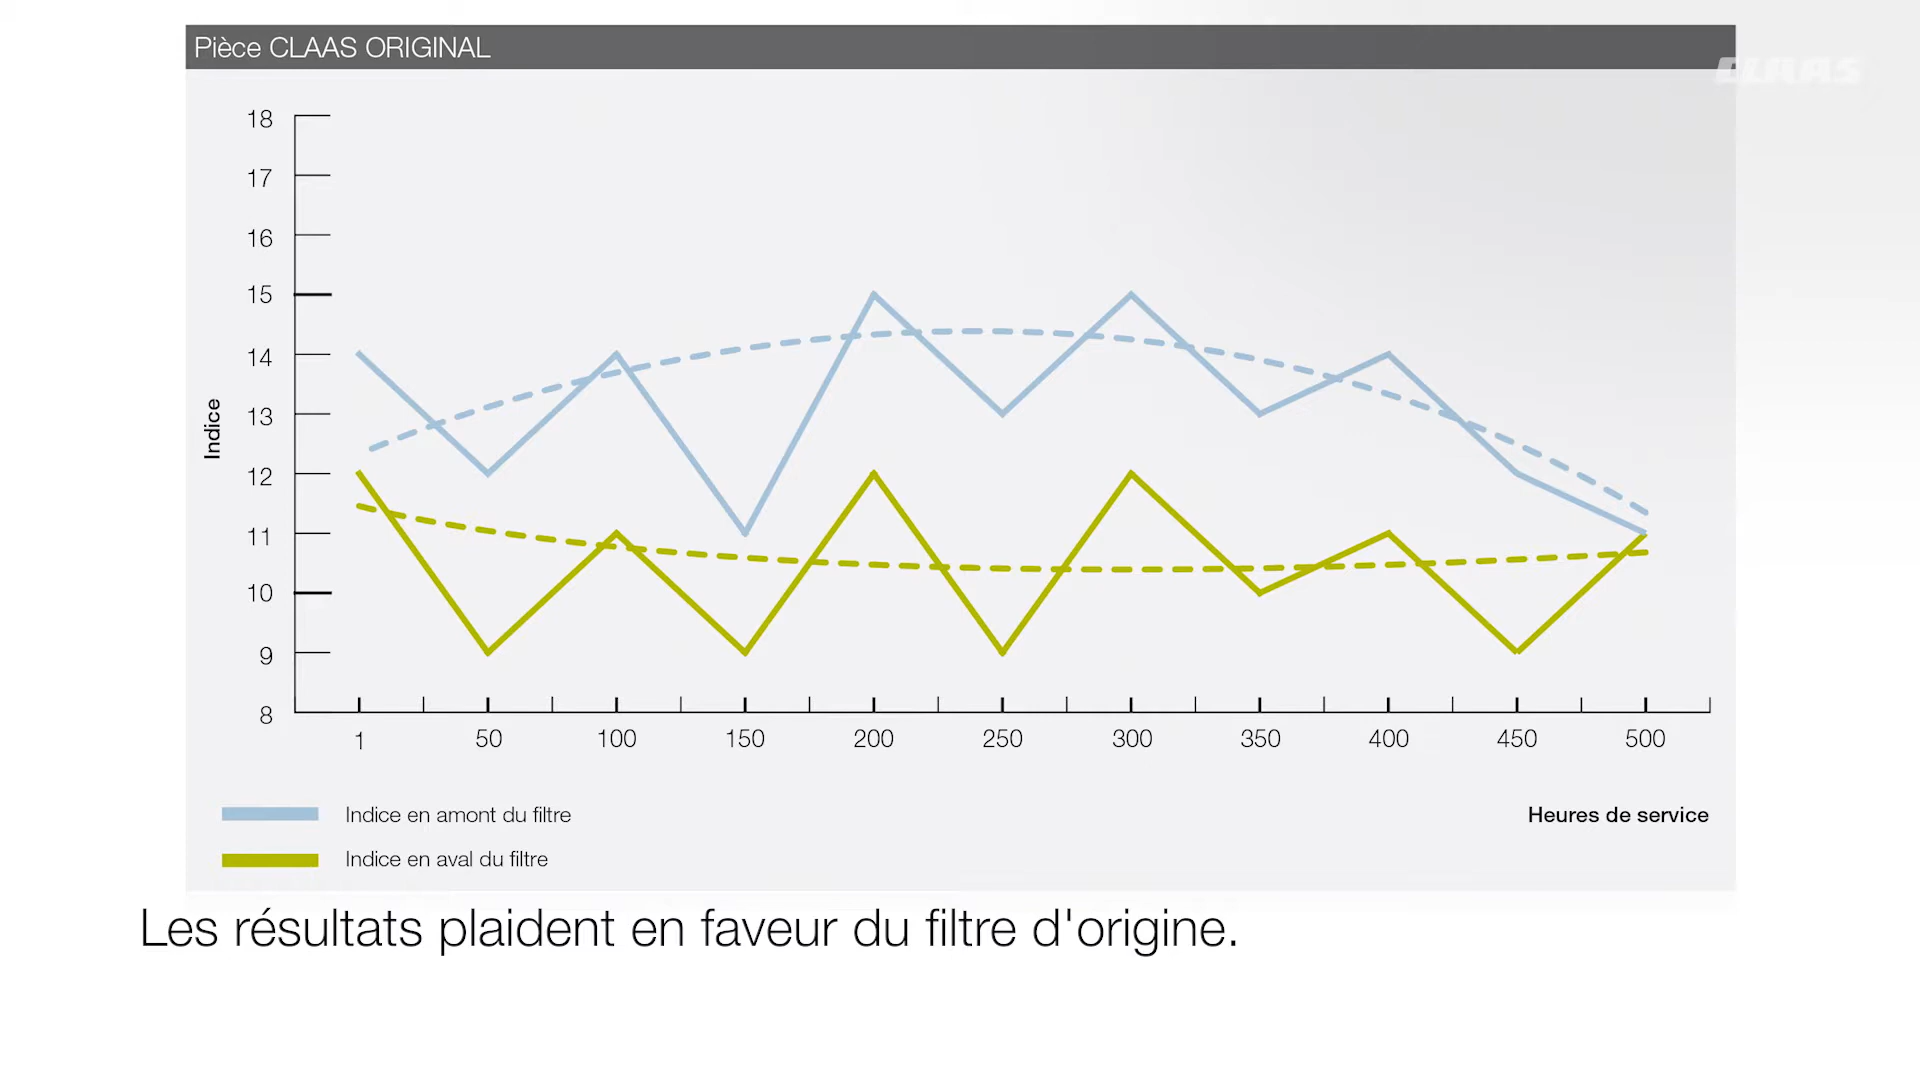 Pièce CLAAS ORIGINAL
CLAAS
18
17
16
15
14
13
12
11
10
9
8
Indice
1 50 100 150 200 250 300 350 400 450 500
Indice en amont du filtre
Heures de service
Indice en aval du filtre
Les résultats plaident en faveur du filtre d'origine.